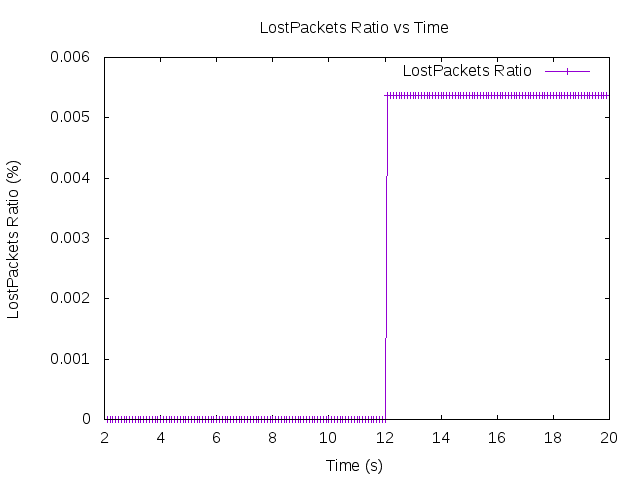 LostPackets Ratio vs Time
LostPackets Ratio
LostPackets Ratio (%)
0.006
0.005
0.004
0.003
0.002
0.001
0
2 4 6 8 10 12 14 16 18 20
Time (s)